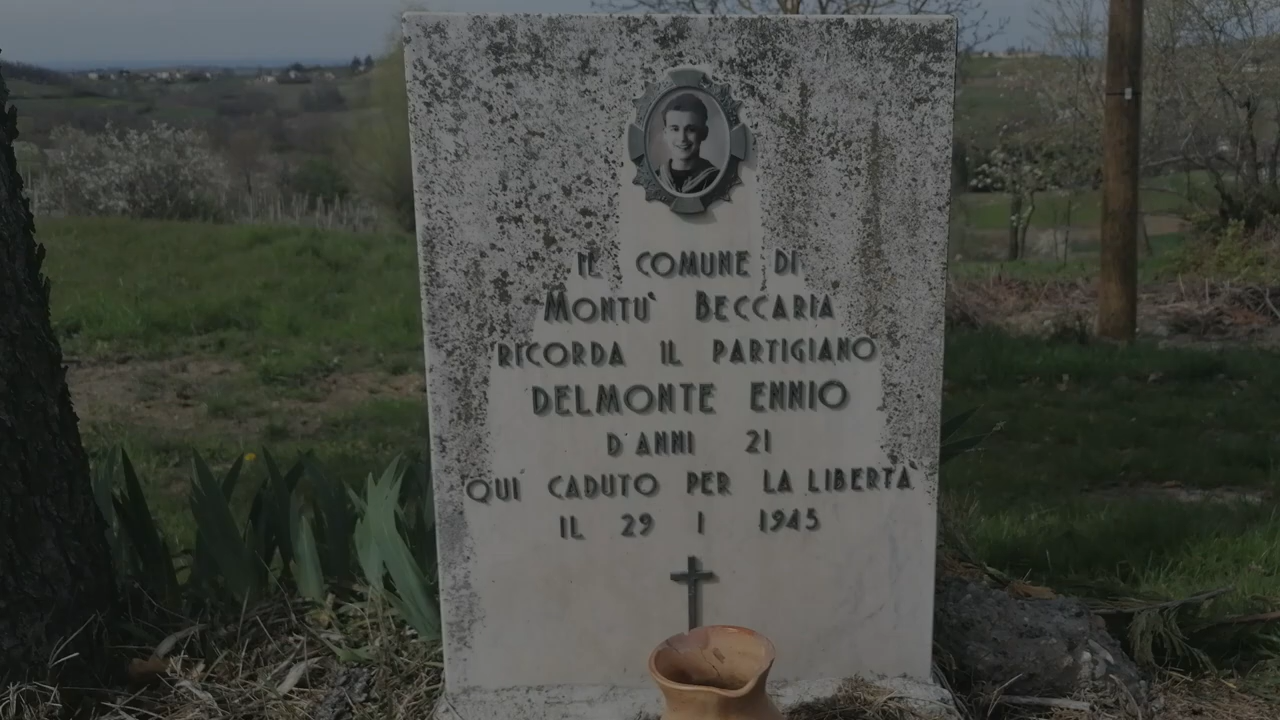 IL COMUNE DI
MONTU' BECCARIA
RICORDA IL PARTIGIANO
DELMONTE ENNIO
D'ANNI 21
QUI CADUTO PER LA LIBERTA'
IL 29 1 1945